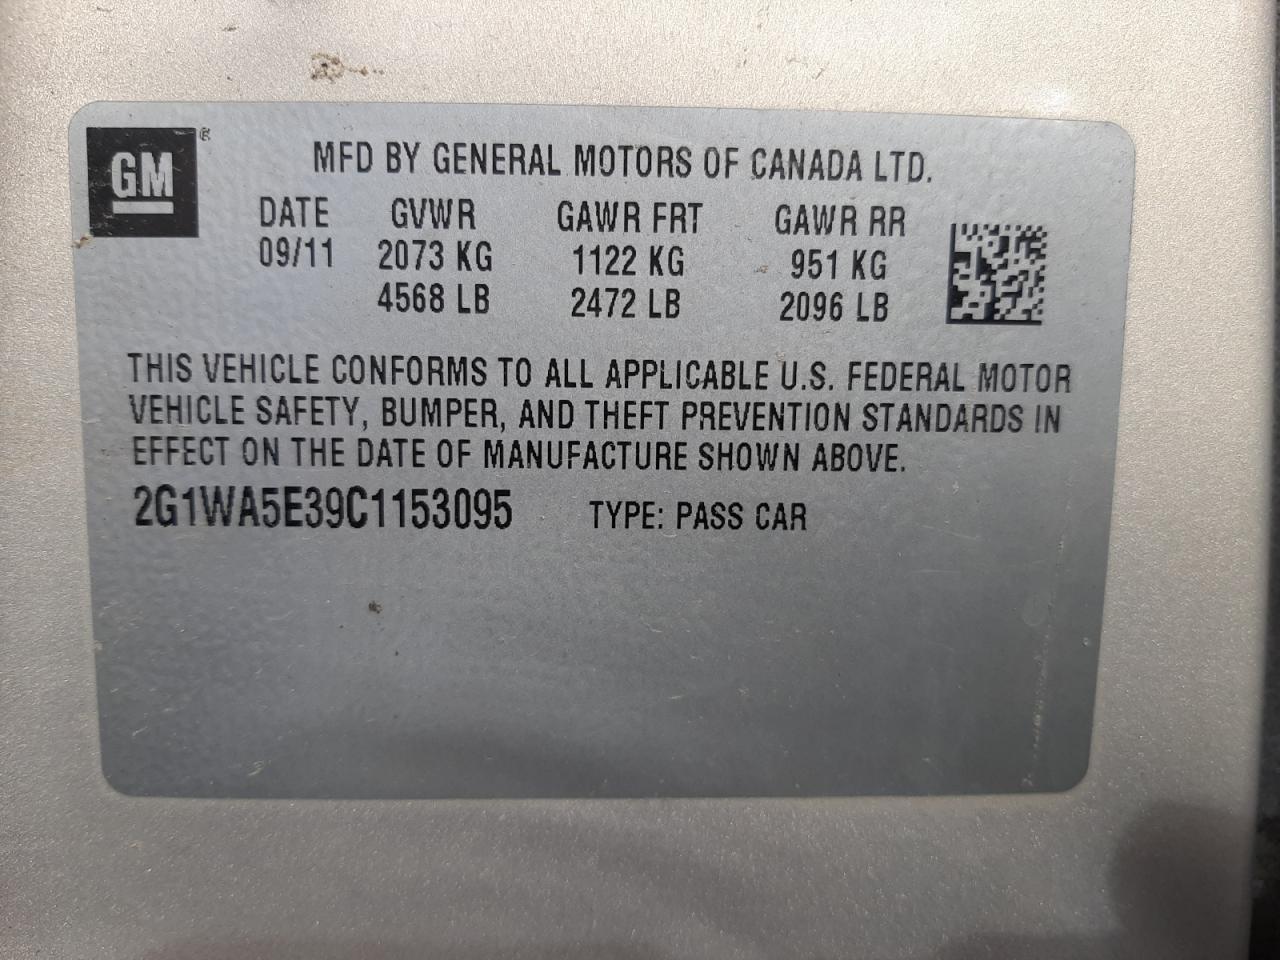 GM ®
MFD BY GENERAL MOTORS OF CANADA LTD.
DATE GVWR GAWR FRT GAWR RR
09/11 2073 KG 1122 KG 951 KG
4568 LB 2472 LB 2096 LB
THIS VEHICLE CONFORMS TO ALL APPLICABLE U.S. FEDERAL MOTOR
VEHICLE SAFETY, BUMPER, AND THEFT PREVENTION STANDARDS IN
EFFECT ON THE DATE OF MANUFACTURE SHOWN ABOVE.
2G1WA5E39C1153095 TYPE: PASS CAR